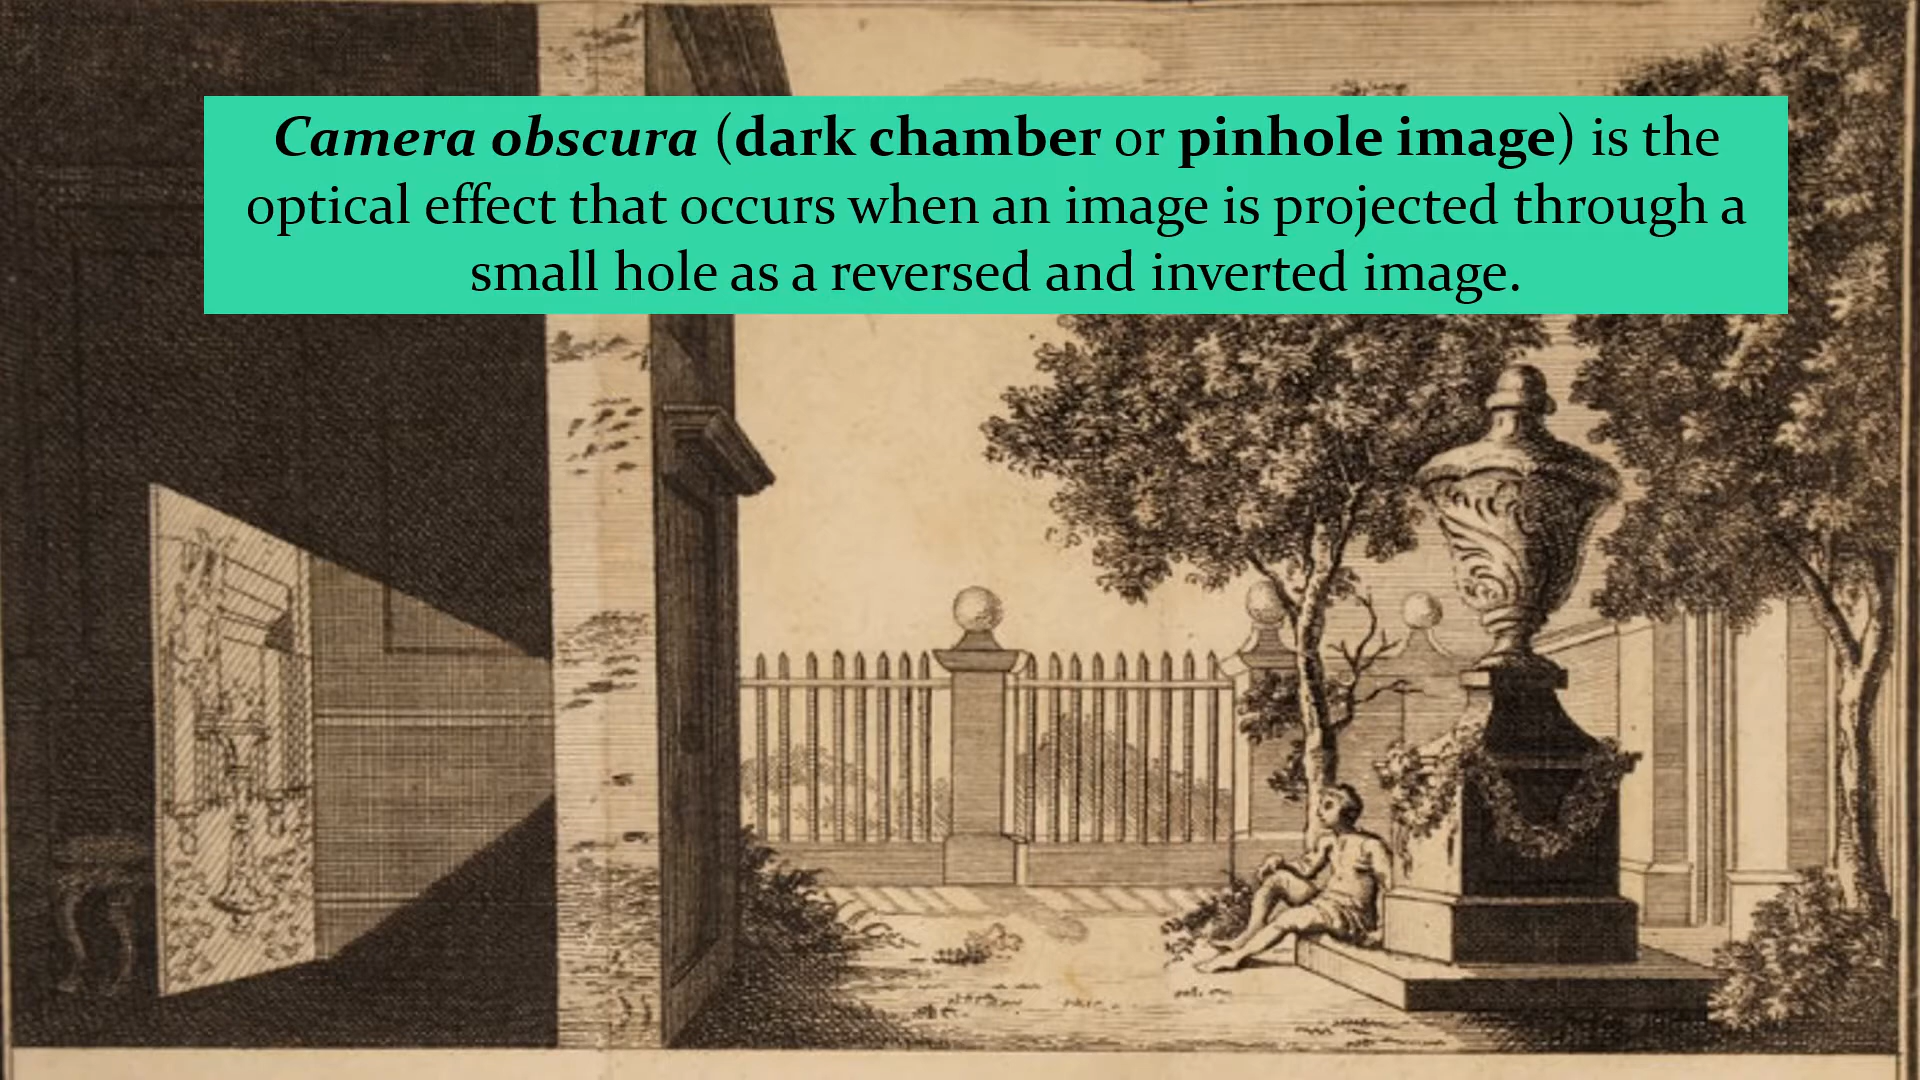 Camera obscura (dark chamber or pinhole image) is the
optical effect that occurs when an image is projected through a
small hole as a reversed and inverted image.